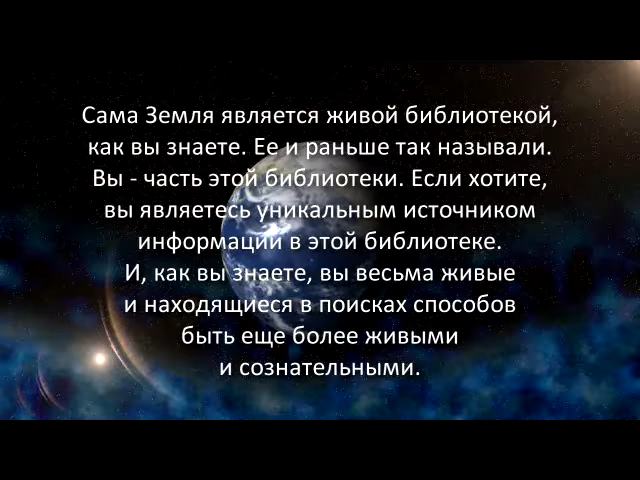 Сама Земля является живой библиотекой,
как вы знаете. Ее и раньше так называли.
Вы - часть этой библиотеки. Если хотите,
вы являетесь уникальным источником
информации в этой библиотеке.
И, как вы знаете, вы весьма живые
и находящиеся в поисках способов
быть еще более живыми
и сознательными.